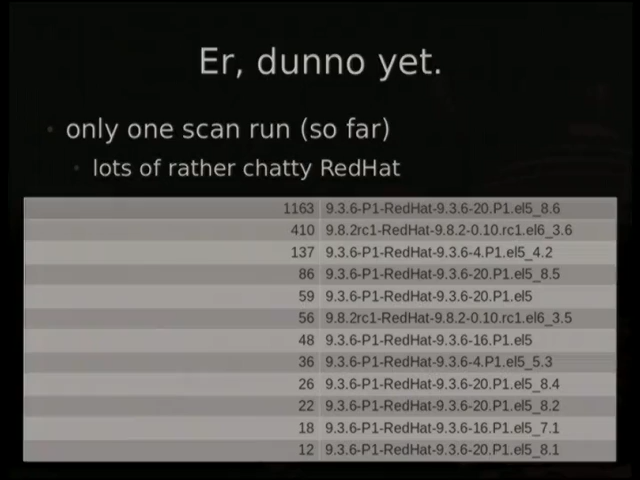 Er, dunno yet.
only one scan run (so far)
lots of rather chatty RedHat
1163 9.3.6-P1-RedHat-9.3.6-20.P1.el5_8.6
410 9.8.2rc1-RedHat-9.8.2-0.10.rc1.el6_3.6
137 9.3.6-P1-RedHat-9.3.6-4.P1.el5_4.2
86 9.3.6-P1-RedHat-9.3.6-20.P1.el5_8.5
59 9.3.6-P1-RedHat-9.3.6-20.P1.el5
56 9.8.2rc1-RedHat-9.8.2-0.10.rc1.el6_3.5
48 9.3.6-P1-RedHat-9.3.6-16.P1.el5
36 9.3.6-P1-RedHat-9.3.6-4.P1.el5_5.3
26 9.3.6-P1-RedHat-9.3.6-20.P1.el5_8.4
22 9.3.6-P1-RedHat-9.3.6-20.P1.el5_8.2
18 9.3.6-P1-RedHat-9.3.6-16.P1.el5_7.1
12 9.3.6-P1-RedHat-9.3.6-20.P1.el5_8.1